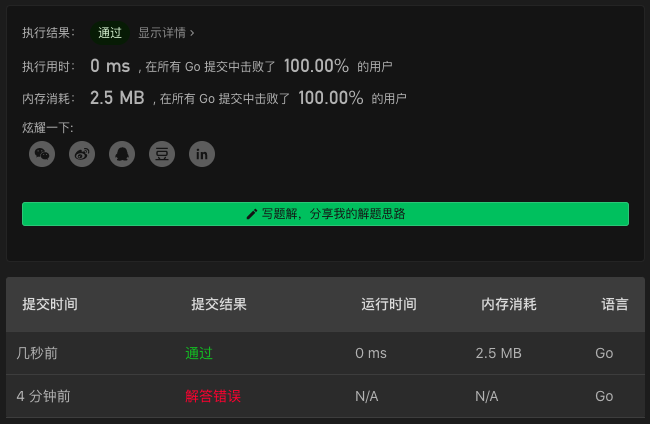 执行结果： 通过 显示详情 ›
执行用时： 0 ms , 在所有 Go 提交中击败了 100.00% 的用户
内存消耗： 2.5 MB , 在所有 Go 提交中击败了 100.00% 的用户
炫耀一下:
豆 in
写题解，分享我的解题思路
提交时间 提交结果 运行时间 内存消耗 语言
几秒前 通过 0 ms 2.5 MB Go
4 分钟前 解答错误 N/A N/A Go